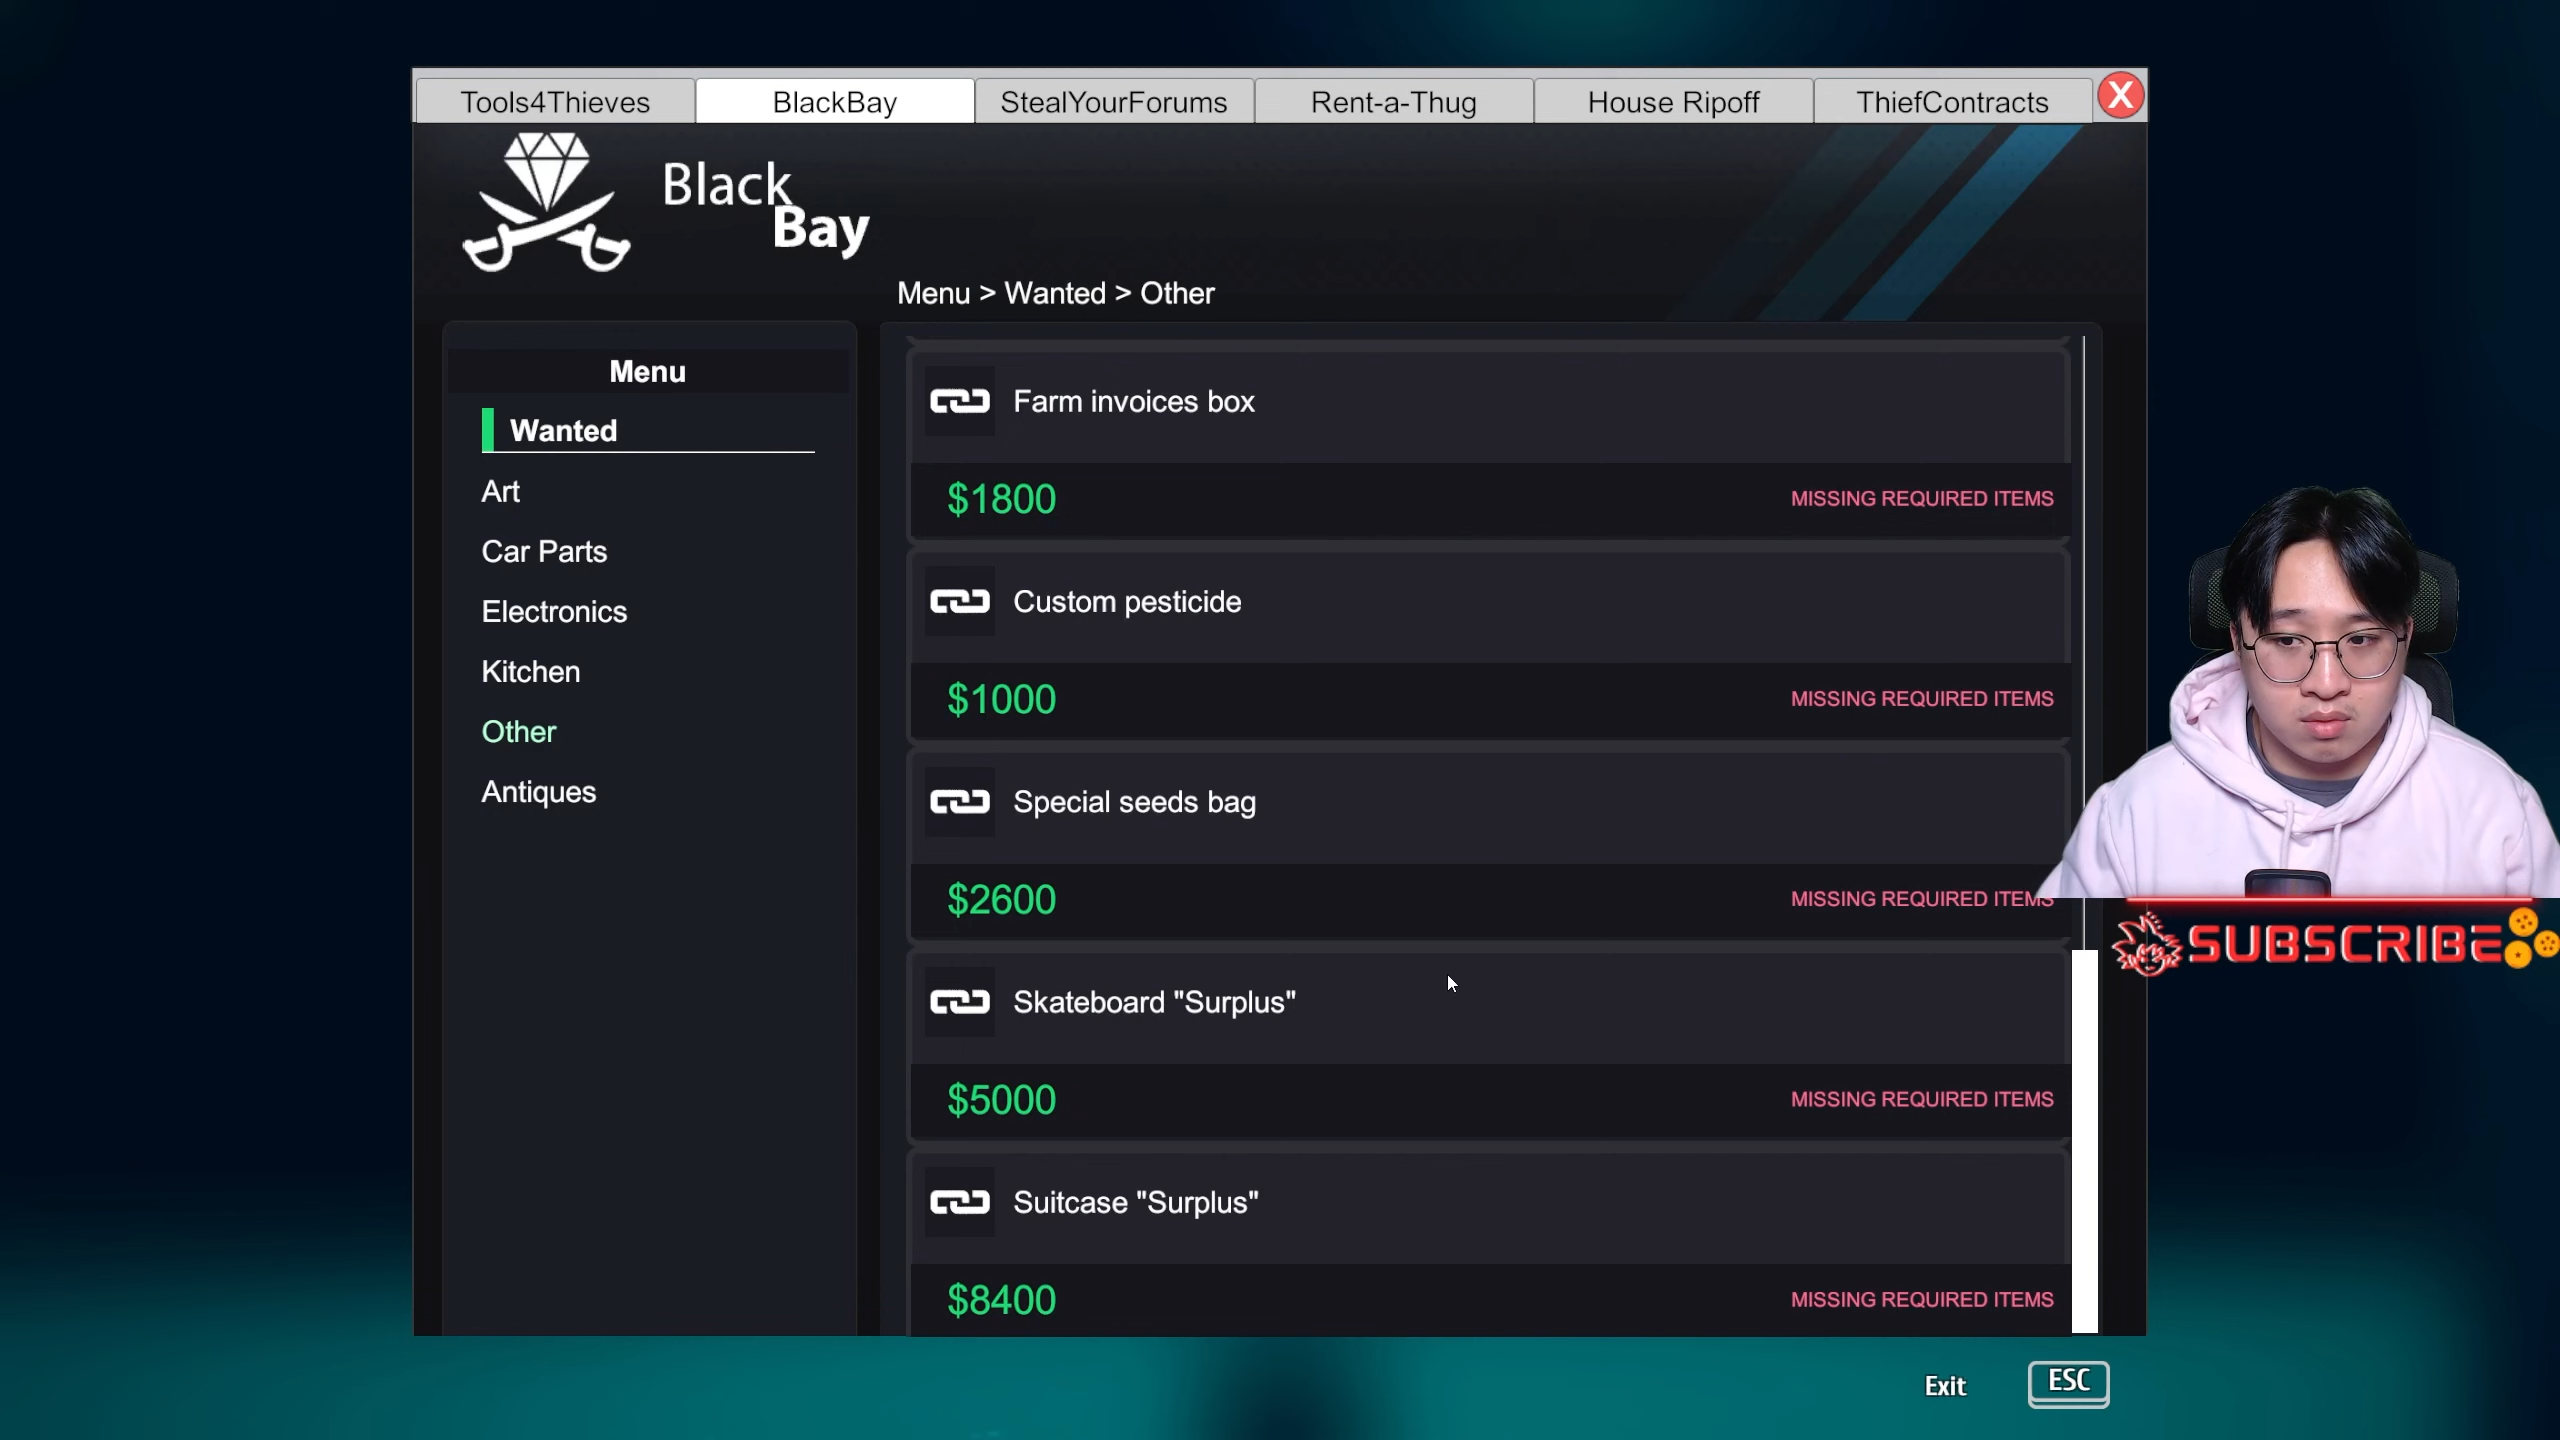 Tools4Thieves
BlackBay
StealYourForums
Rent-a-Thug
House Ripoff
ThiefContracts
X
Black
Bay
Menu > Wanted > Other
Menu
Wanted
Art
Car Parts
Electronics
Kitchen
Other
Antiques
Farm invoices box
$1800
MISSING REQUIRED ITEMS
Custom pesticide
$1000
MISSING REQUIRED ITEMS
Special seeds bag
$2600
MISSING REQUIRED ITEMS
Skateboard "Surplus"
$5000
MISSING REQUIRED ITEMS
Suitcase "Surplus"
$8400
MISSING REQUIRED ITEMS
SUBSCRIBE
Exit
ESC